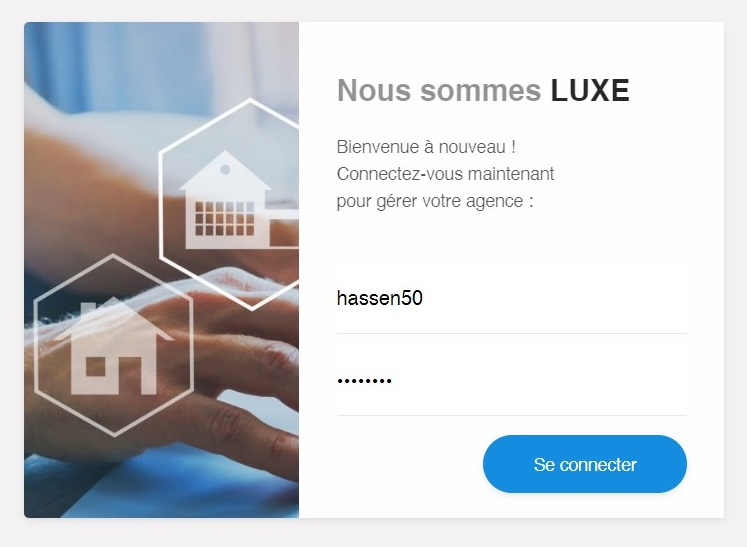 Nous sommes LUXE
Bienvenue à nouveau !
Connectez-vous maintenant
pour gérer votre agence :
hassen50
••••••••
Se connecter